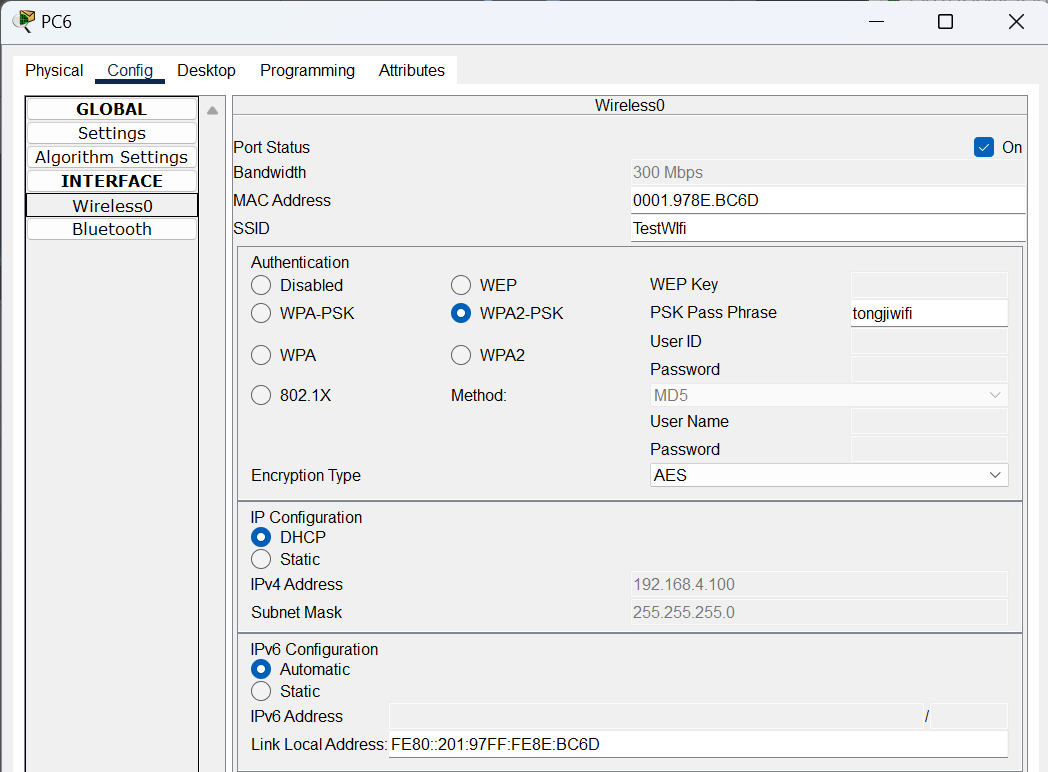 PC6
Physical Config Desktop Programming Attributes
GLOBAL
Settings
Algorithm Settings
INTERFACE
Wireless0
Bluetooth
Wireless0
Port Status On
Bandwidth 300 Mbps
MAC Address 0001.978E.BC6D
SSID TestWIfi
Authentication
Disabled WEP WEP Key
WPA-PSK WPA2-PSK PSK Pass Phrase tongjiwifi
User ID
WPA WPA2 Password
802.1X Method: MD5
User Name
Password
Encryption Type AES
IP Configuration
DHCP
Static
IPv4 Address 192.168.4.100
Subnet Mask 255.255.255.0
IPv6 Configuration
Automatic
Static
IPv6 Address /
Link Local Address: FE80::201:97FF:FE8E:BC6D